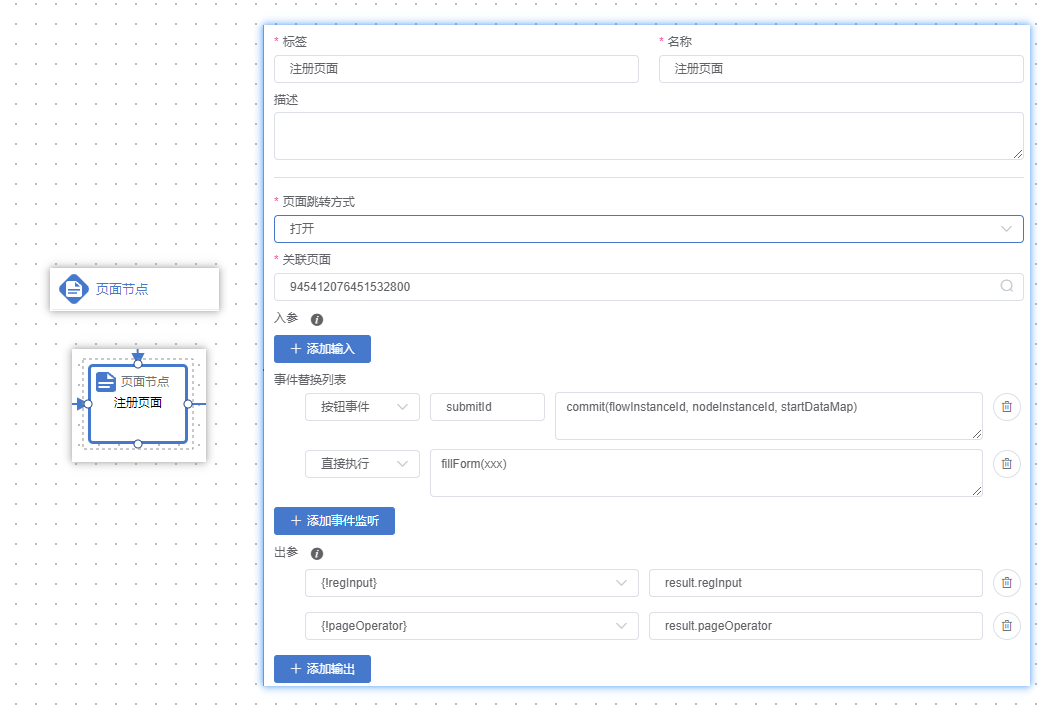 页面节点
页面节点
注册页面
* 标签
注册页面
* 名称
注册页面
描述
* 页面跳转方式
打开
* 关联页面
945412076451532800
入参
添加输入
事件替换列表
按钮事件
submitId
commit(flowInstanceId, nodeInstanceId, startDataMap)
直接执行
fillForm(xxx)
添加事件监听
出参
{!regInput}
result.regInput
{!pageOperator}
result.pageOperator
添加输出